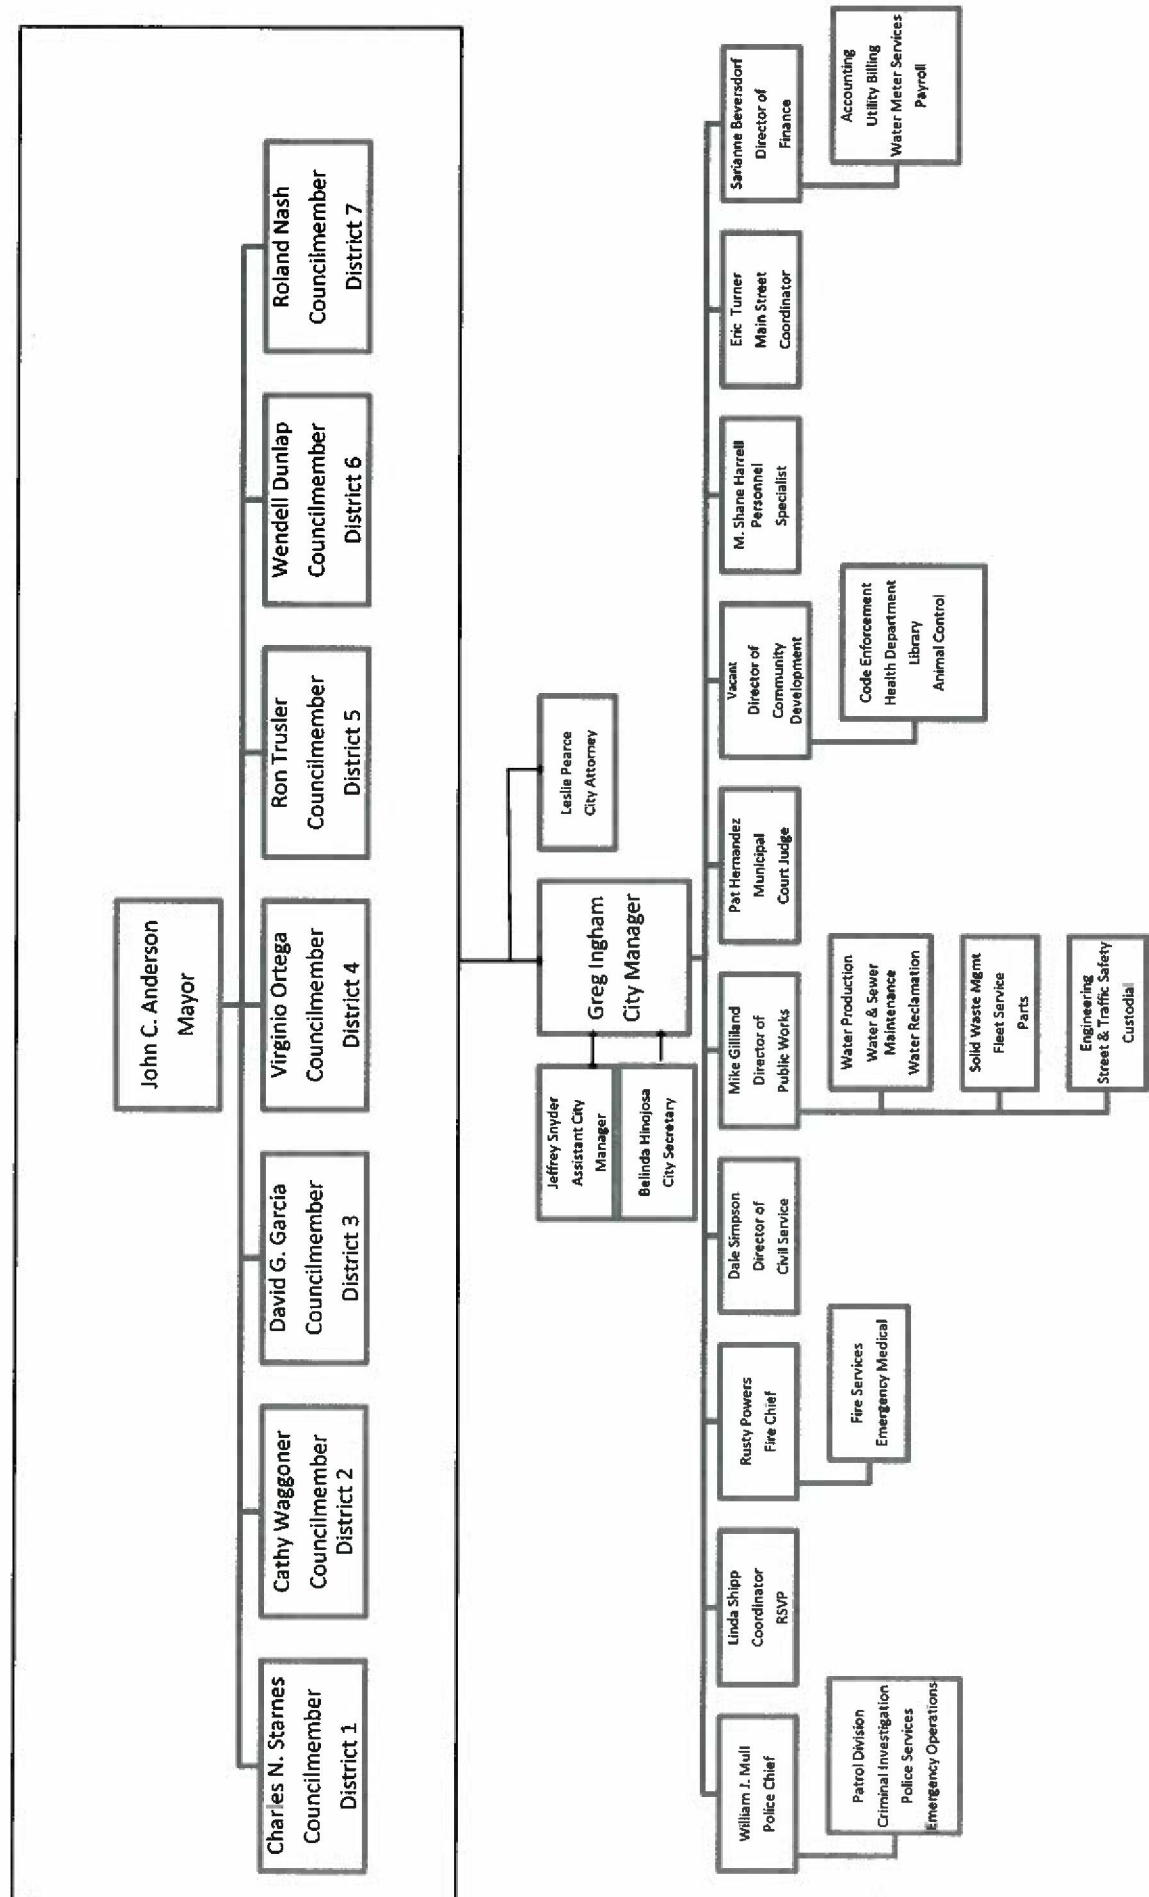 John C. Anderson
Mayor
Charles N. Starnes
Councilmember
District 1
Cathy Waggoner
Councilmember
District 2
David G. Garcia
Councilmember
District 3
Virginio Ortega
Councilmember
District 4
Ron Trusler
Councilmember
District 5
Wendell Dunlap
Councilmember
District 6
Roland Nash
Councilmember
District 7
Jeffrey Snyder
Assistant City
Manager
Belinda Hinojosa
City Secretary
Greg Ingham
City Manager
Leslie Pearce
City Attorney
William J. Mull
Police Chief
Patrol Division
Criminal Investigation
Police Services
Emergency Operations
Linda Shipp
Coordinator
RSVP
Rusty Powers
Fire Chief
Fire Services
Emergency Medical
Dale Simpson
Director of
Civil Service
Mike Gilliland
Director of
Public Works
Water Production
Water & Sewer
Maintenance
Water Reclamation
Solid Waste Mgmt
Fleet Service
Parts
Engineering
Street & Traffic Safety
Custodial
Pat Hernandez
Municipal
Court Judge
Vacant
Director of
Community
Development
Code Enforcement
Health Department
Library
Animal Control
M. Shane Harrell
Personnel
Specialist
Eric Turner
Main Street
Coordinator
Sarianne Beversdorf
Director of
Finance
Accounting
Utility Billing
Water Meter Services
Payroll